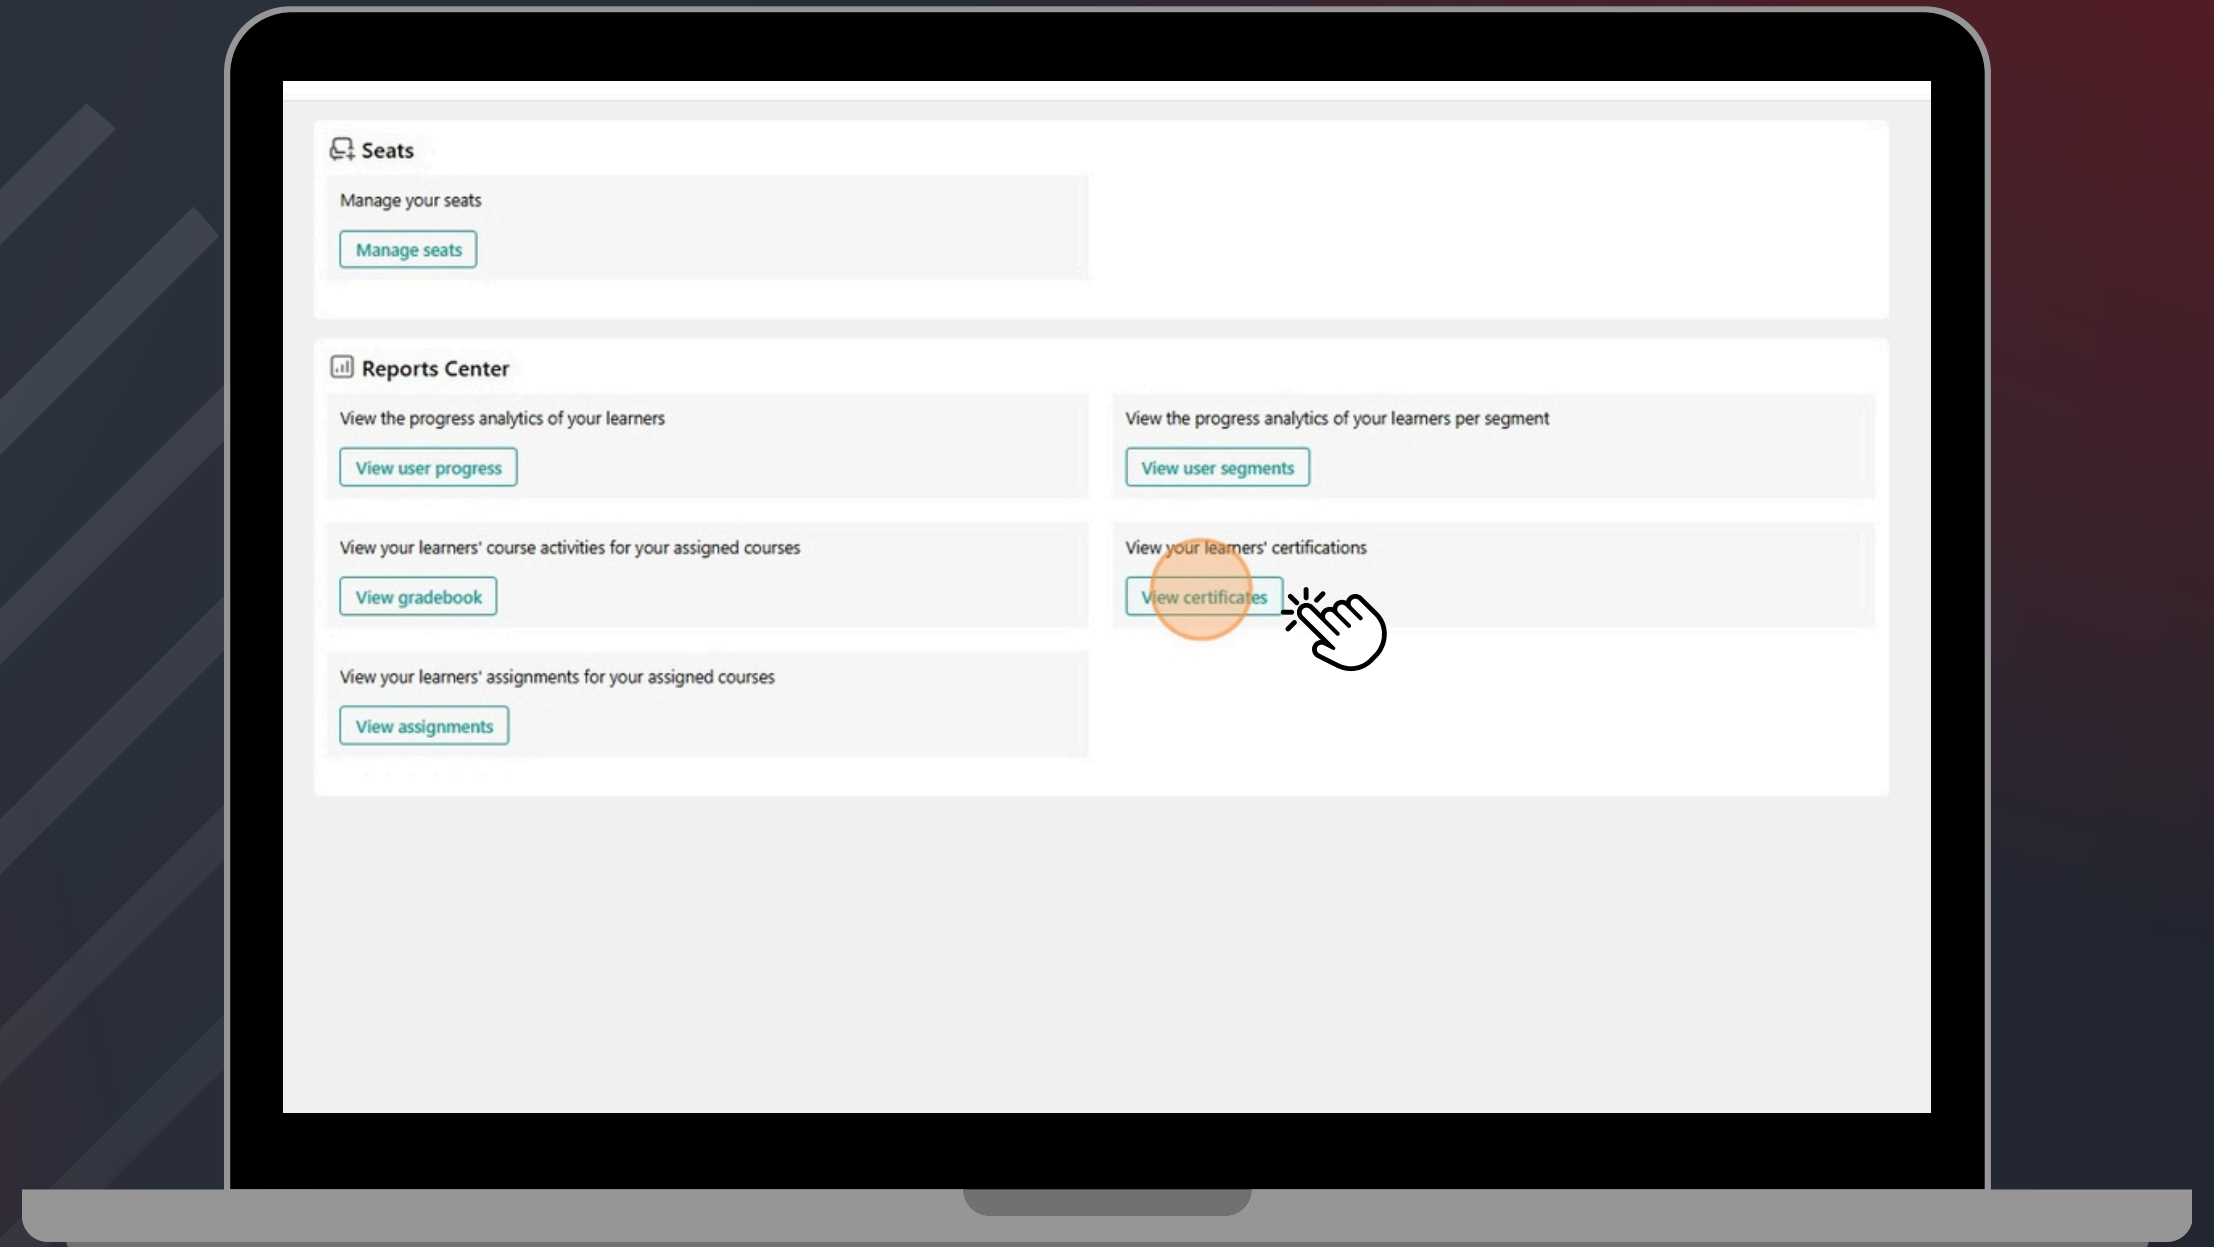 Seats
Manage your seats
Manage seats
Reports Center
View the progress analytics of your learners
View user progress
View the progress analytics of your learners per segment
View user segments
View your learners' course activities for your assigned courses
View gradebook
View your learners' certifications
View certificates
View your learners' assignments for your assigned courses
View assignments